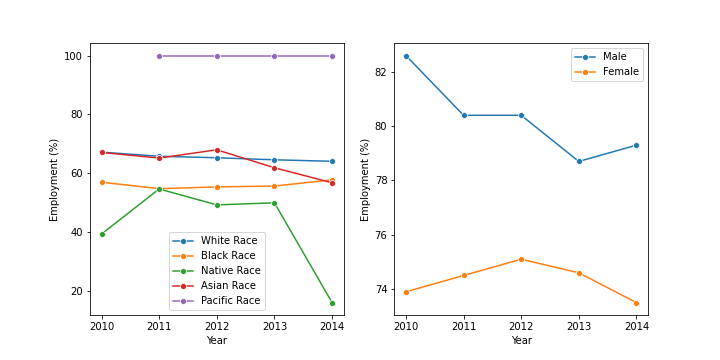 100
80
60
40
20
Employment (%)
White Race
Black Race
Native Race
Asian Race
Pacific Race
2010 2011 2012 2013 2014
Year
82
80
78
76
74
Employment (%)
Male
Female
2010 2011 2012 2013 2014
Year